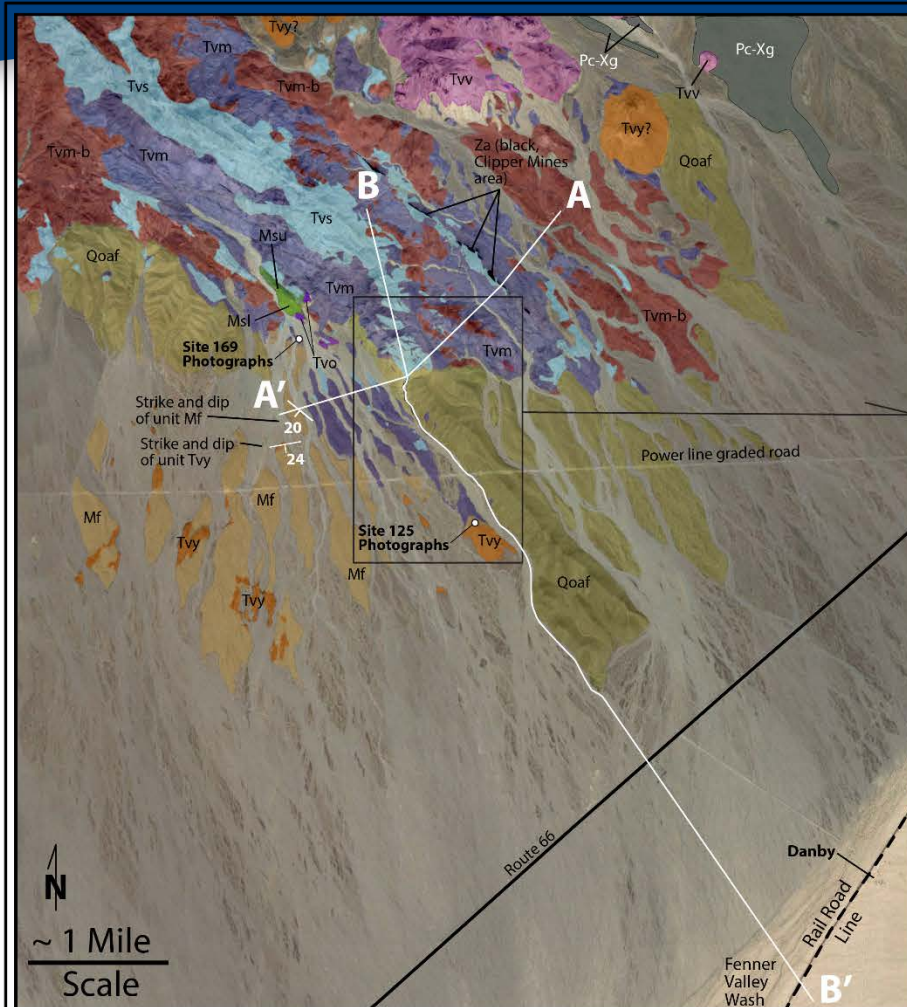 Tvy?
Tvm
Pc-Xg
Pc-Xg
Tvs
Tvm-b
Tvv
Tvv
Tvy?
Tvm-b
Tvm
Qoaf
Za (black,
Clipper Mines
area)
B
A
Tvs
Msu
Qoaf
Tvm
Msl
Tvm-b
Site 169
Photographs
Tvo
Tvm
A'
Strike and dip
of unit Mf
20
Strike and dip
of unit Tvy
24
Power line graded road
Mf
Mf
Site 125
Photographs
Tvy
Tvy
Mf
Qoaf
Tvy
Route 66
Danby
N
Rail Road
Line
~ 1 Mile
Scale
Fenner
Valley
Wash
B'